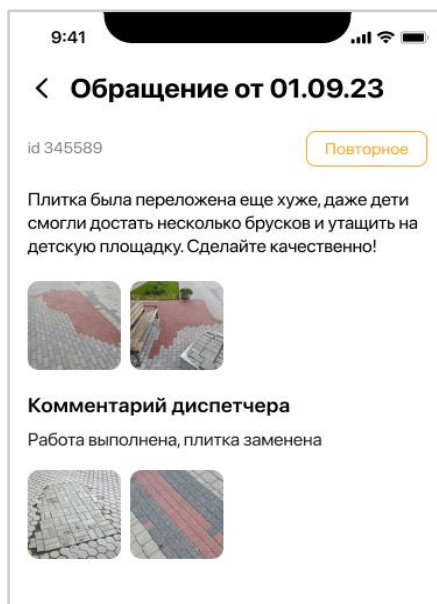 9:41
Обращение от 01.09.23
id 345589
Повторное
Плитка была переложена еще хуже, даже дети
смогли достать несколько брусков и утащить на
детскую площадку. Сделайте качественно!
Комментарий диспетчера
Работа выполнена, плитка заменена